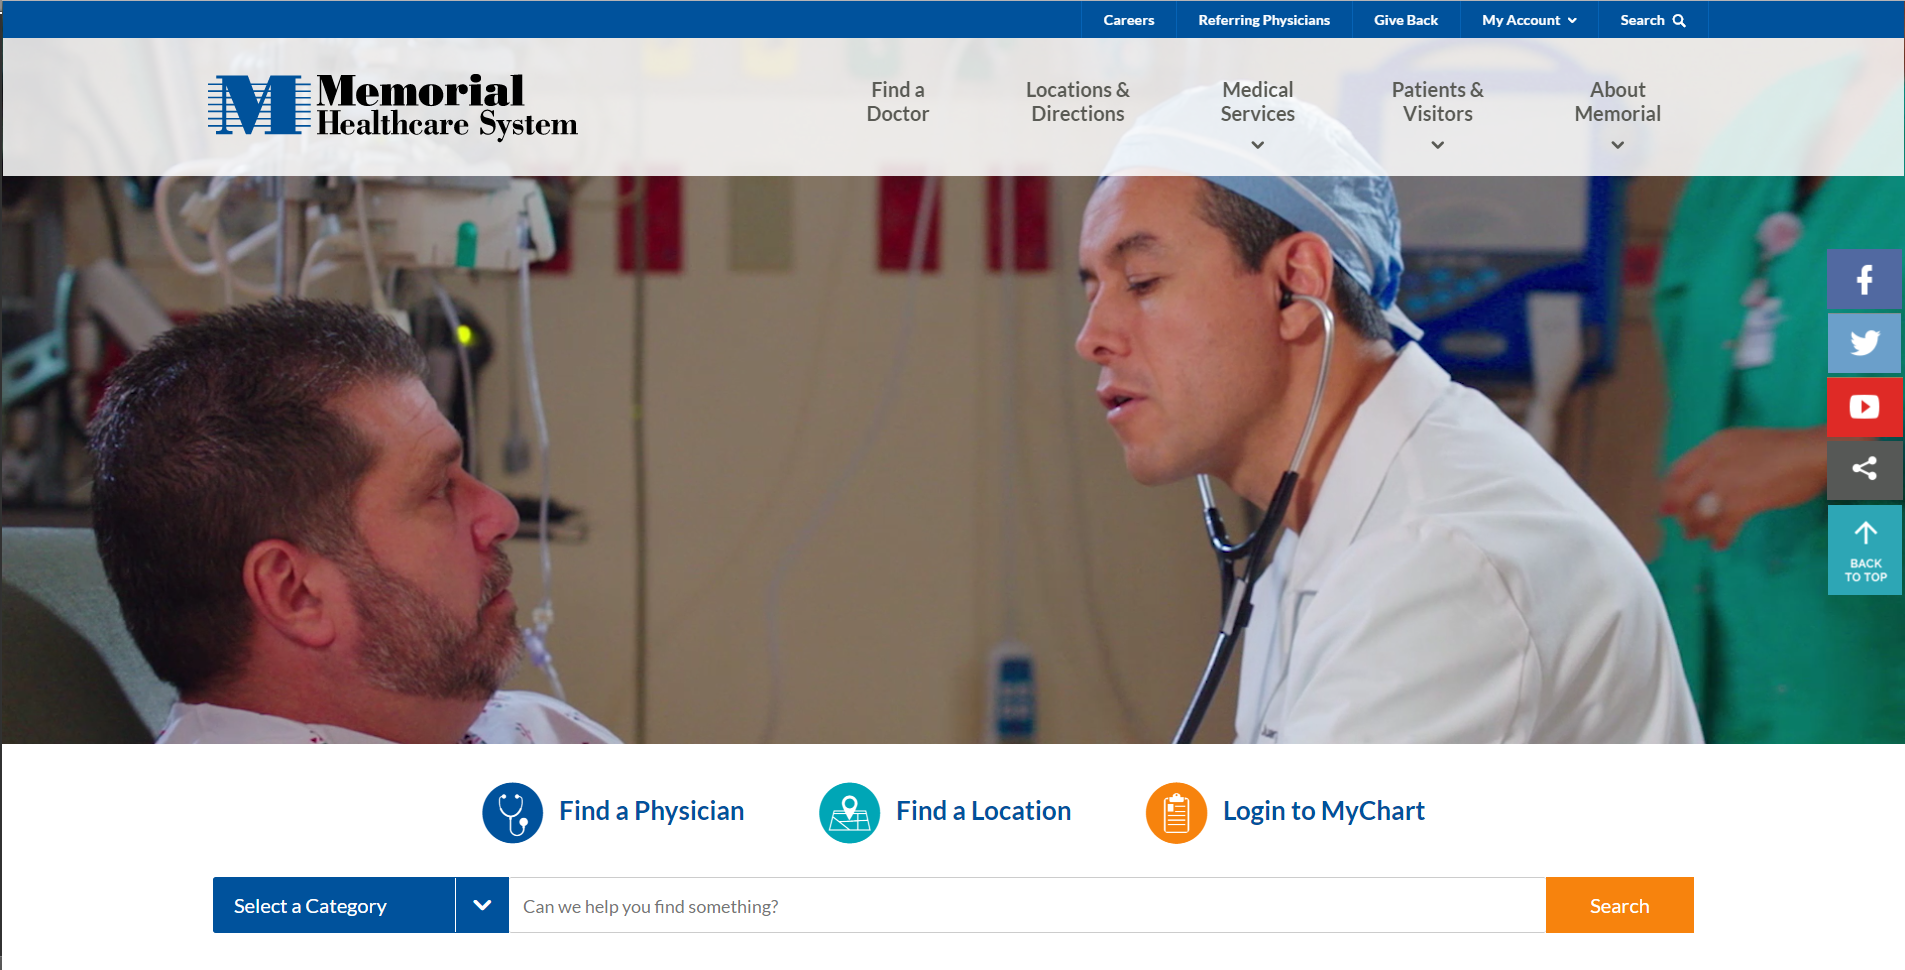 Careers
Referring Physicians
Give Back
My Account
Search
Memorial
Healthcare System
Find a
Doctor
Locations &
Directions
Medical
Services
Patients &
Visitors
About
Memorial
BACK
TO TOP
Find a Physician
Find a Location
Login to MyChart
Select a Category
Can we help you find something?
Search